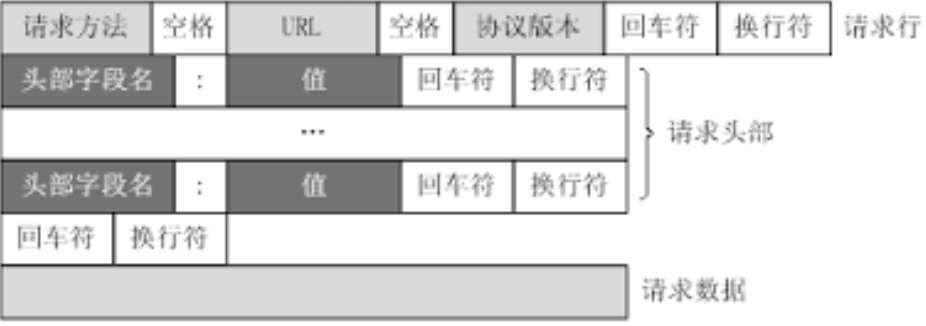 请求方法 空格 URL 空格 协议版本 回车符 换行符 请求行
头部字段名 : 值 回车符 换行符
… 请求头部
头部字段名 : 值 回车符 换行符
回车符 换行符
请求数据